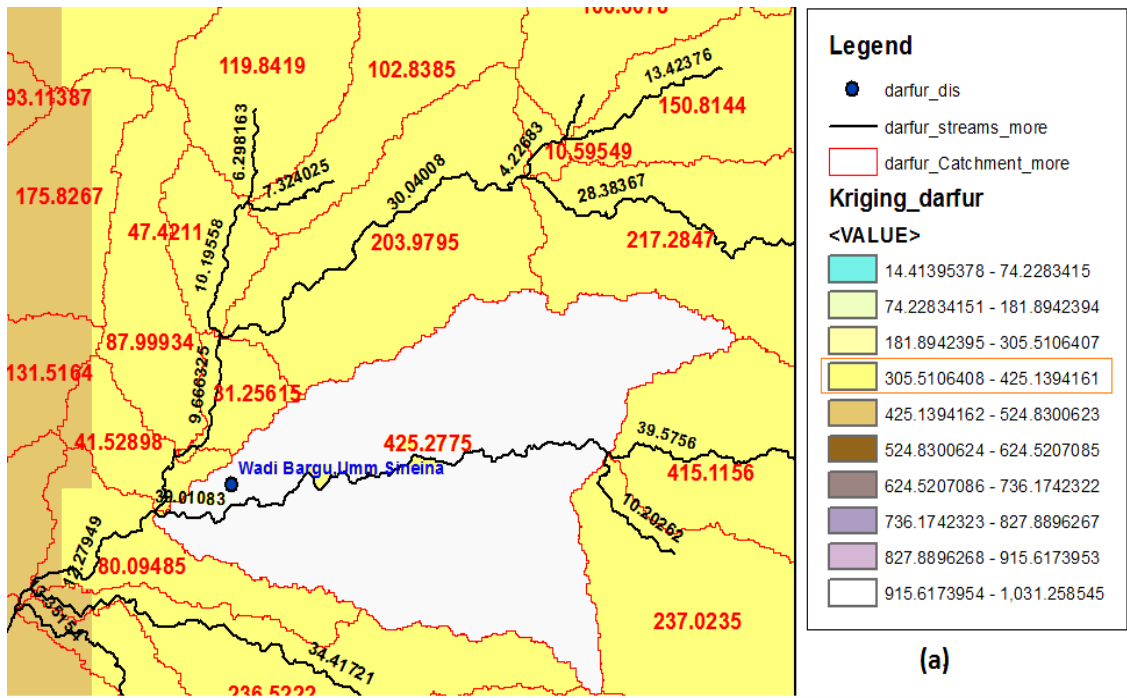 100.0078
119.8419
102.8385
13.42376
93.11387
150.8144
6.298163
4.22683
10.59549
7.324025
175.8267
30.04008
28.38367
47.4211
10.19558
203.9795
217.2847
87.99934
131.5164
9.666325
31.25615
41.52898
425.2775
39.5756
415.1156
Wadi Bargu,Umm Sineina
39.01083
10.20262
12.27949
80.09485
34.41721
237.0235
236.5222
Legend
darfur_dis
darfur_streams_more
darfur_Catchment_more
Kriging_darfur
<VALUE>
14.41395378 - 74.2283415
74.22834151 - 181.8942394
181.8942395 - 305.5106407
305.5106408 - 425.1394161
425.1394162 - 524.8300623
524.8300624 - 624.5207085
624.5207086 - 736.1742322
736.1742323 - 827.8896267
827.8896268 - 915.6173953
915.6173954 - 1,031.258545
(a)